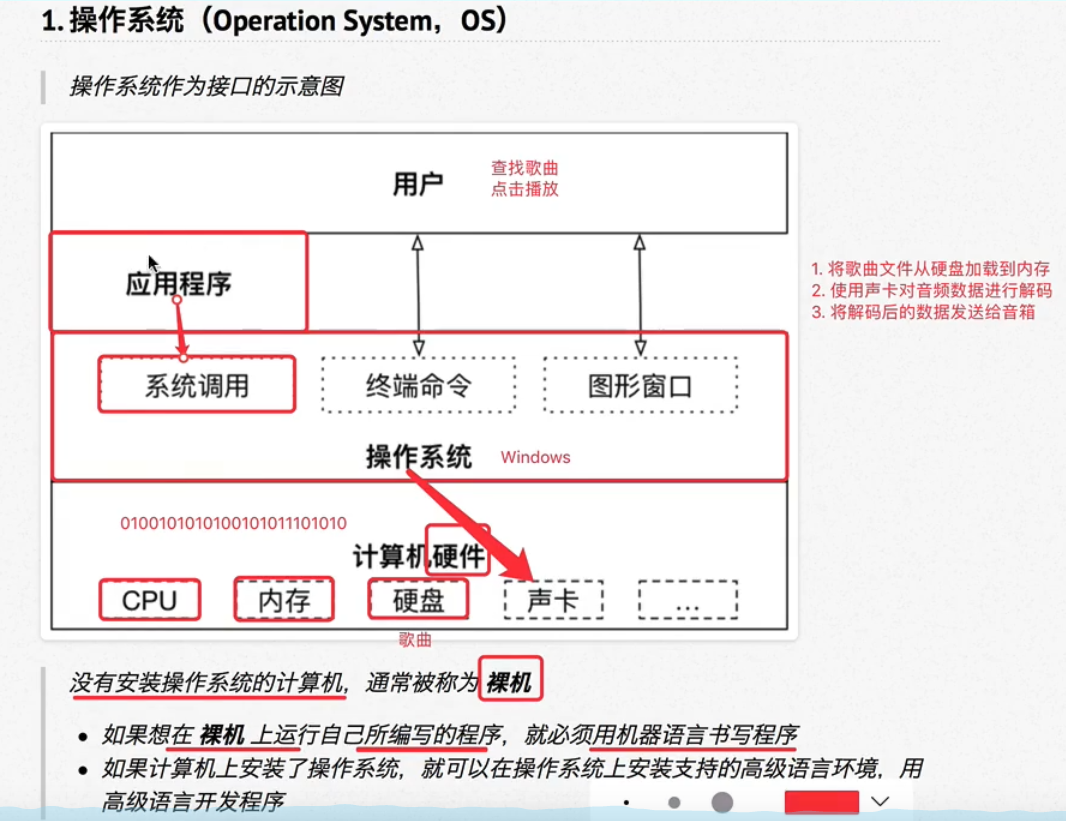 1. 操作系统（Operation System，OS）
操作系统作为接口的示意图
用户
查找歌曲
点击播放
应用程序
1. 将歌曲文件从硬盘加载到内存
2. 使用声卡对音频数据进行解码
3. 将解码后的数据发送给音箱
系统调用 终端命令 图形窗口
操作系统 Windows
0100101010100101011101010
计算机硬件
CPU 内存 硬盘 声卡 ...
歌曲
没有安装操作系统的计算机，通常被称为 裸机
• 如果想在 裸机 上运行自己所编写的程序，就必须用机器语言书写程序
• 如果计算机上安装了操作系统，就可以在操作系统上安装支持的高级语言环境，用
高级语言开发程序